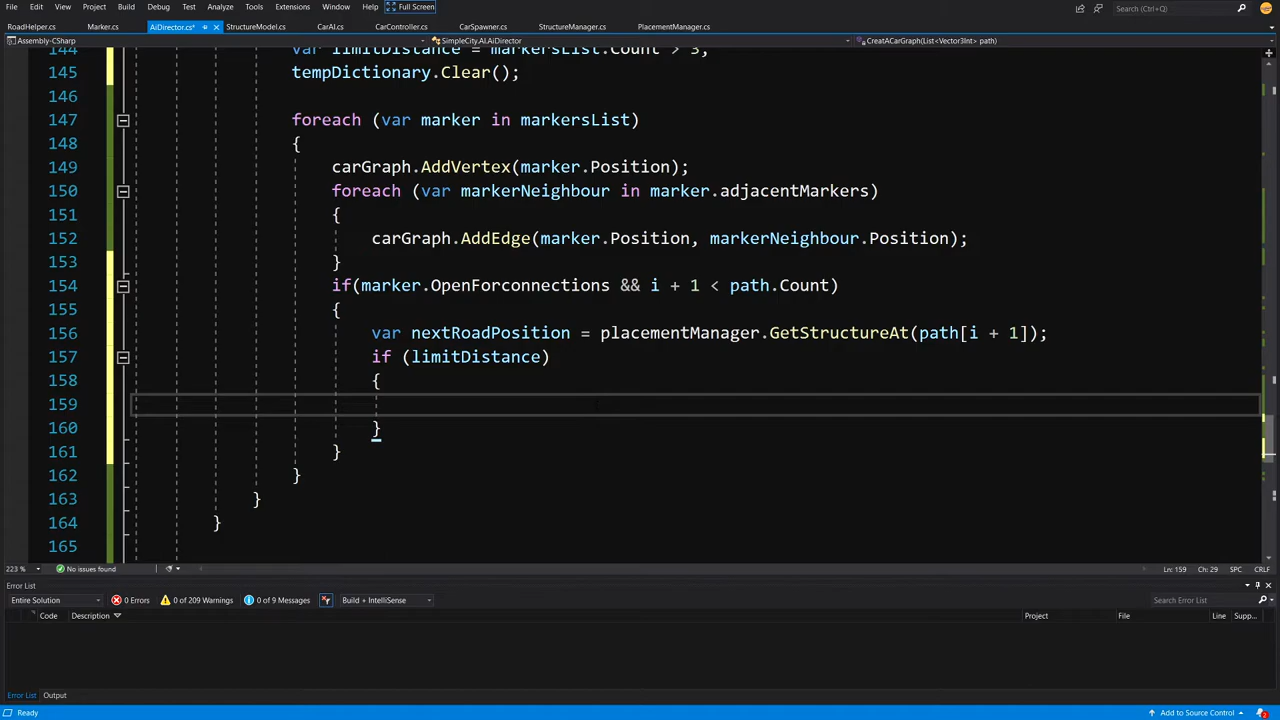 File Edit View Project Build Debug Test Analyze Tools Extensions Window Help Full Screen Search (Ctrl+Q)
RoadHelper.cs Marker.cs AiDirector.cs* StructureModel.cs CarAI.cs CarController.cs CarSpawner.cs StructureManager.cs PlacementManager.cs
Assembly-CSharp SimpleCity.AI.AiDirector CreatACarGraph(List<Vector3Int> path)
144 var limitDistance = markersList.Count > 3;
145 tempDictionary.Clear();
146
147 foreach (var marker in markersList)
148 {
149 carGraph.AddVertex(marker.Position);
150 foreach (var markerNeighbour in marker.adjacentMarkers)
151 {
152 carGraph.AddEdge(marker.Position, markerNeighbour.Position);
153 }
154 if(marker.OpenForconnections && i + 1 < path.Count)
155 {
156 var nextRoadPosition = placementManager.GetStructureAt(path[i + 1]);
157 if (limitDistance)
158 {
159
160 }
161 }
162 }
163 }
164 }
165
223 % No issues found Ln: 159 Ch: 29 SPC CRLF
Error List
Entire Solution 0 Errors 0 of 209 Warnings 0 of 9 Messages Build + IntelliSense Search Error List
Code Description Project File Line Supp...
Error List Output
Ready Add to Source Control 2